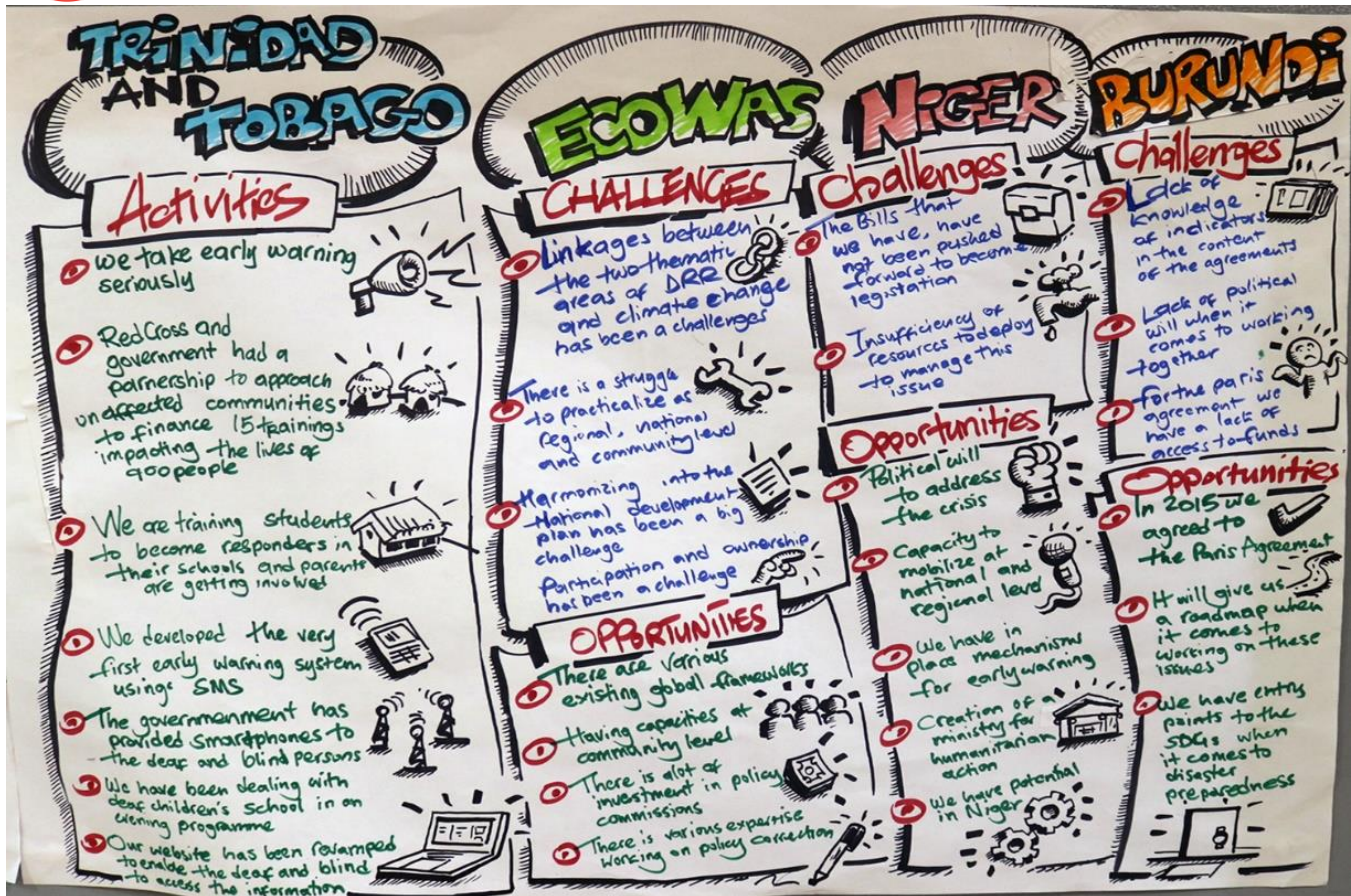 TRINIDAD
AND
TOBAGO
Activities
we take early warning
seriously
RedCross and
government had a
parnership to approach
unaffected communities
to finance 15 trainings
impacting the lives of
900 people
We are training students
to become responders in
their schools and parents
are getting involved
We developed the very
first early warning system
using SMS
The governmenment has
provided smartphones to
the deaf and blind persons
We have been dealing with
deaf children's school in an
evening programme
Our website has been revamped
to enable the deaf and blind
to access the information
ECOWAS
CHALLENGES
Linkages between
the two thematic
areas of DRR
and climate change
has been a challenges
There is a struggle
to practicalize as
regional, national
and community level
Harmonizing into the
National development
plan has been a big
challenge
Participation and ownership
has been a challenge
OPPORTUNITIES
There are various
existing global frameworks
Having capacities at
community level
There is alot of
investment in policy
commissions
There is various expertise
working on policy correction
NIGER
Challenges
The Bills that
we have, have
not been pushed
forward to become
legistation
Insufficiency of
resources to deploy
to manage this
issue
Opportunities
Political will
to address
the crisis
Capacity to
mobilize at
national and
regional level
We have in
place mechanisms
for early warning
Creation of a
ministry for
humanitarian
action
We have potential
in Niger
BURUNDI
Challenges
Lack of
knowledge
of indicators
in the content
of the agreements
Lack of political
will when it
comes to working
together
For the paris
agreement we
have a lack of
access to funds
Opportunities
In 2015 we
agreed to
the Paris Agreement
It will give us
a roadmap when
it comes to
working on these
issues
We have entry
points to the
SDGs when
it comes to
disaster
preparedness